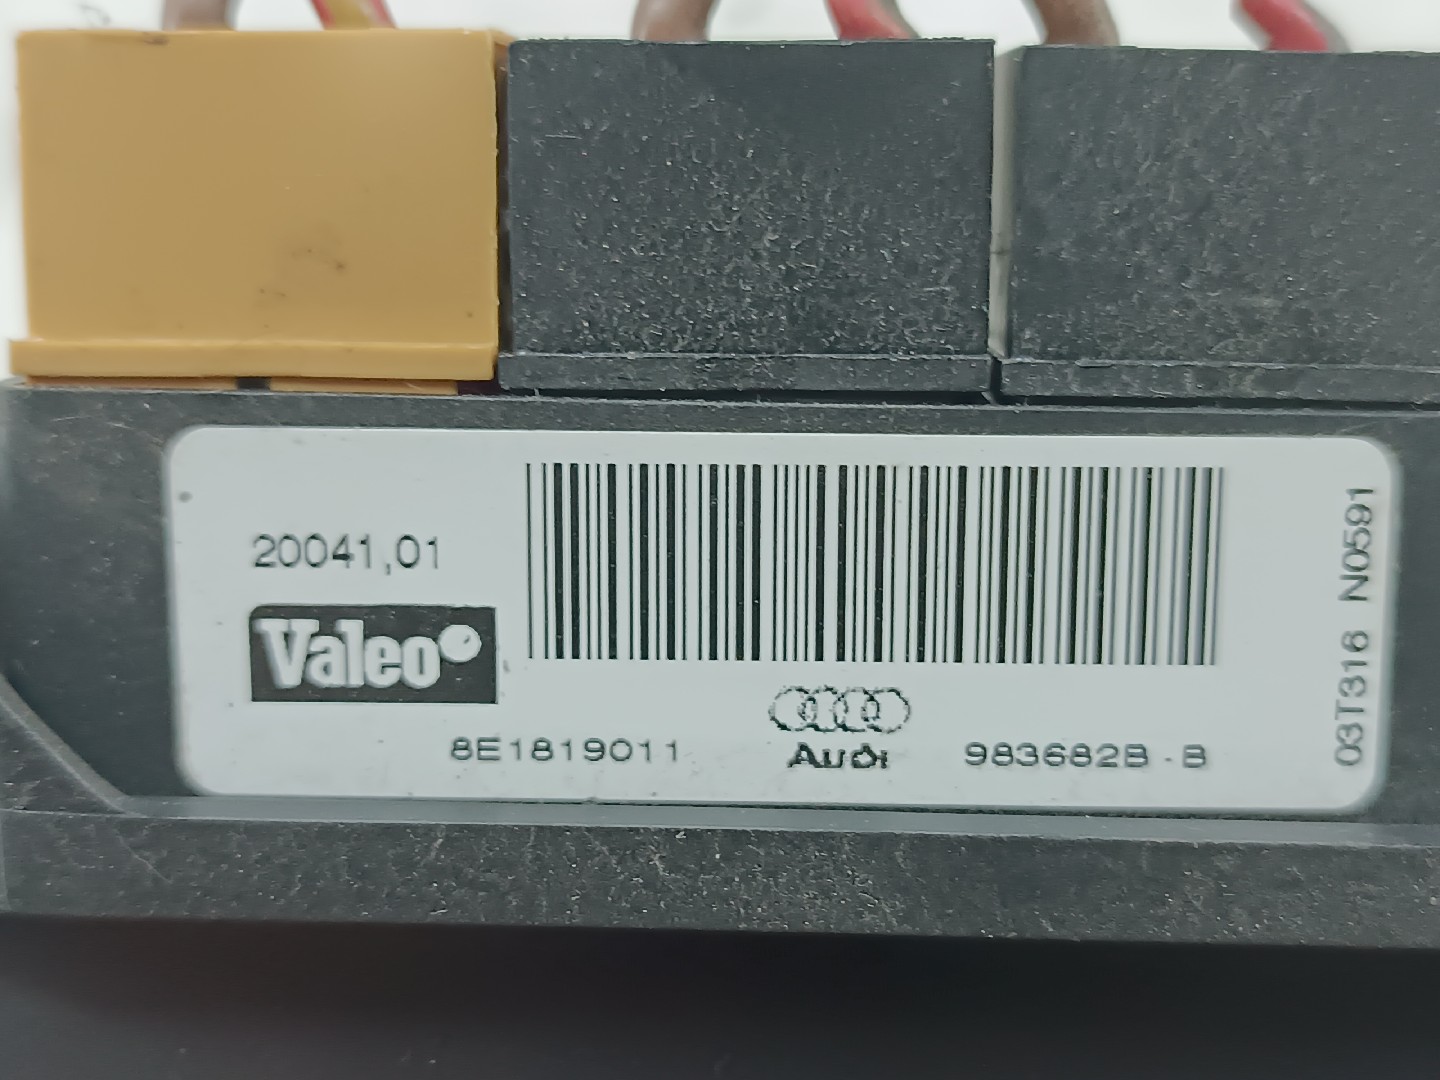 20041,01
Valeo
8E1819011
Audi
983682B-B
03T316 N0591